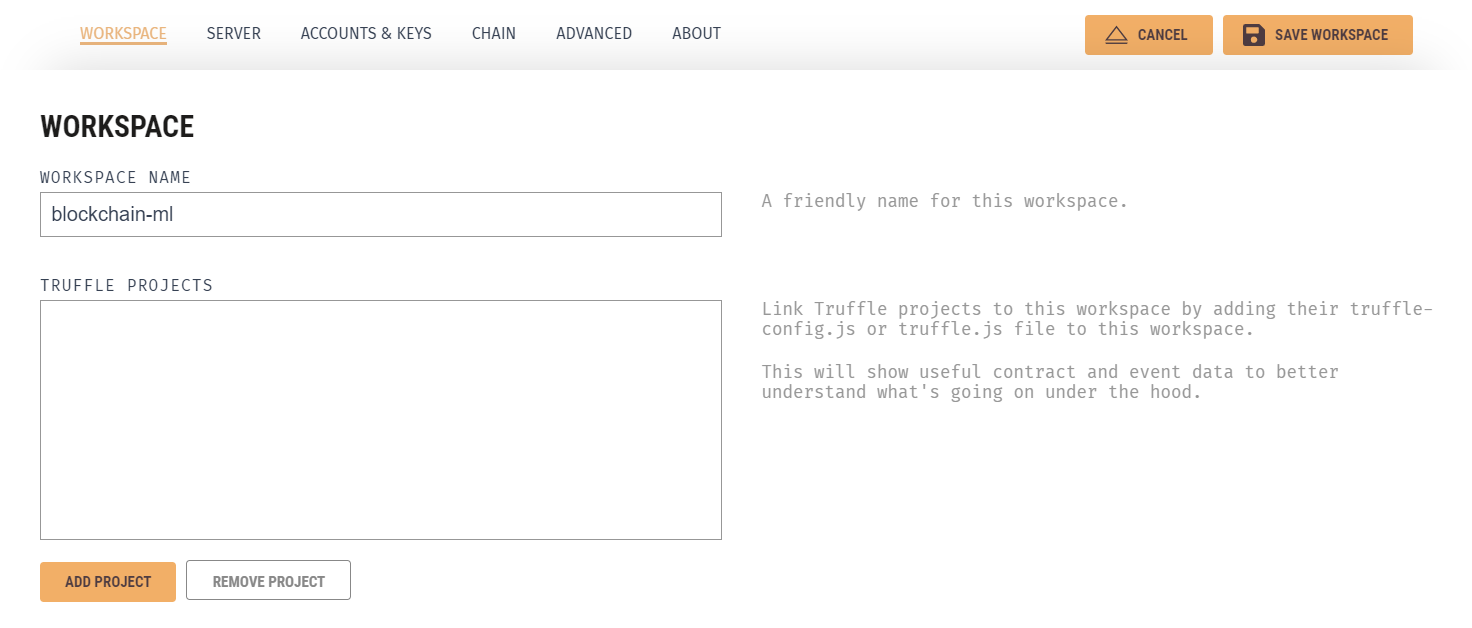 WORKSPACE SERVER ACCOUNTS & KEYS CHAIN ADVANCED ABOUT CANCEL SAVE WORKSPACE
WORKSPACE
WORKSPACE NAME
blockchain-ml
A friendly name for this workspace.
TRUFFLE PROJECTS
Link Truffle projects to this workspace by adding their truffle-
config.js or truffle.js file to this workspace.
This will show useful contract and event data to better
understand what's going on under the hood.
ADD PROJECT REMOVE PROJECT